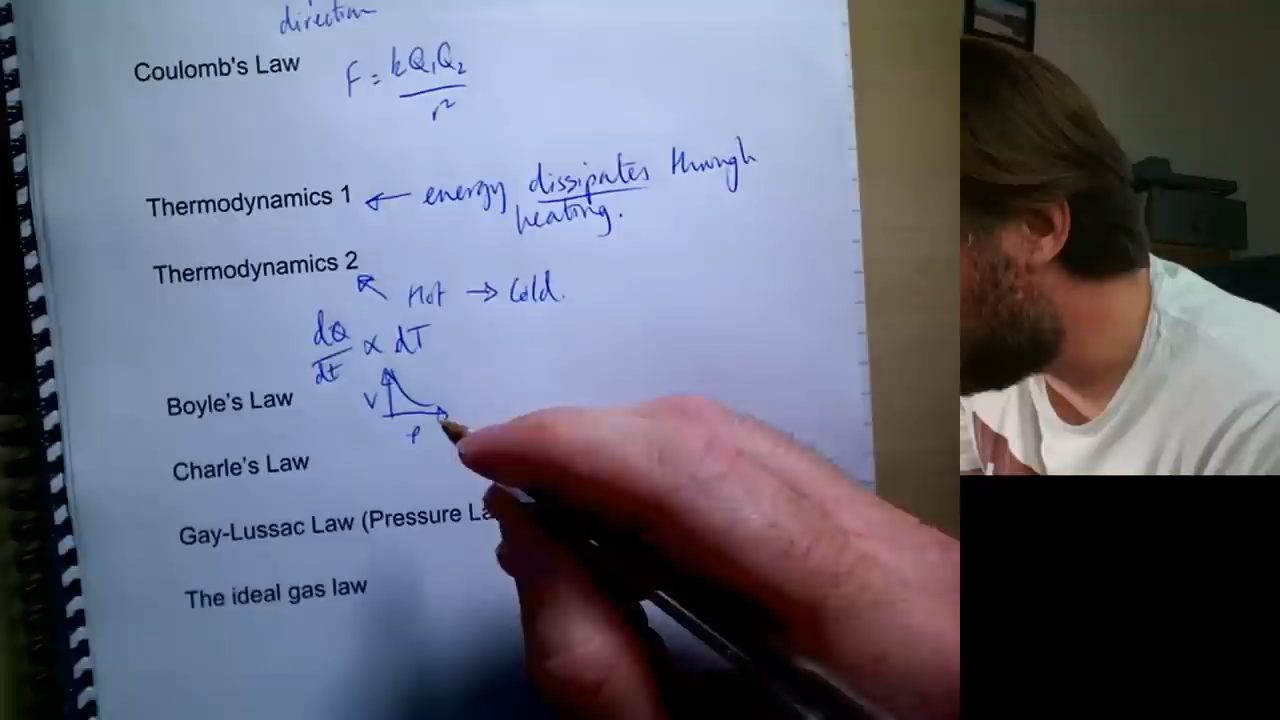 direction
Coulomb's Law F = kQ₁Q₂
r²
Thermodynamics 1 ← energy dissipates through
heating.
Thermodynamics 2
Hot → Cold.
dQ
dt ∝ dT
Boyle's Law V
P
Charle's Law
Gay-Lussac Law (Pressure La
The ideal gas law